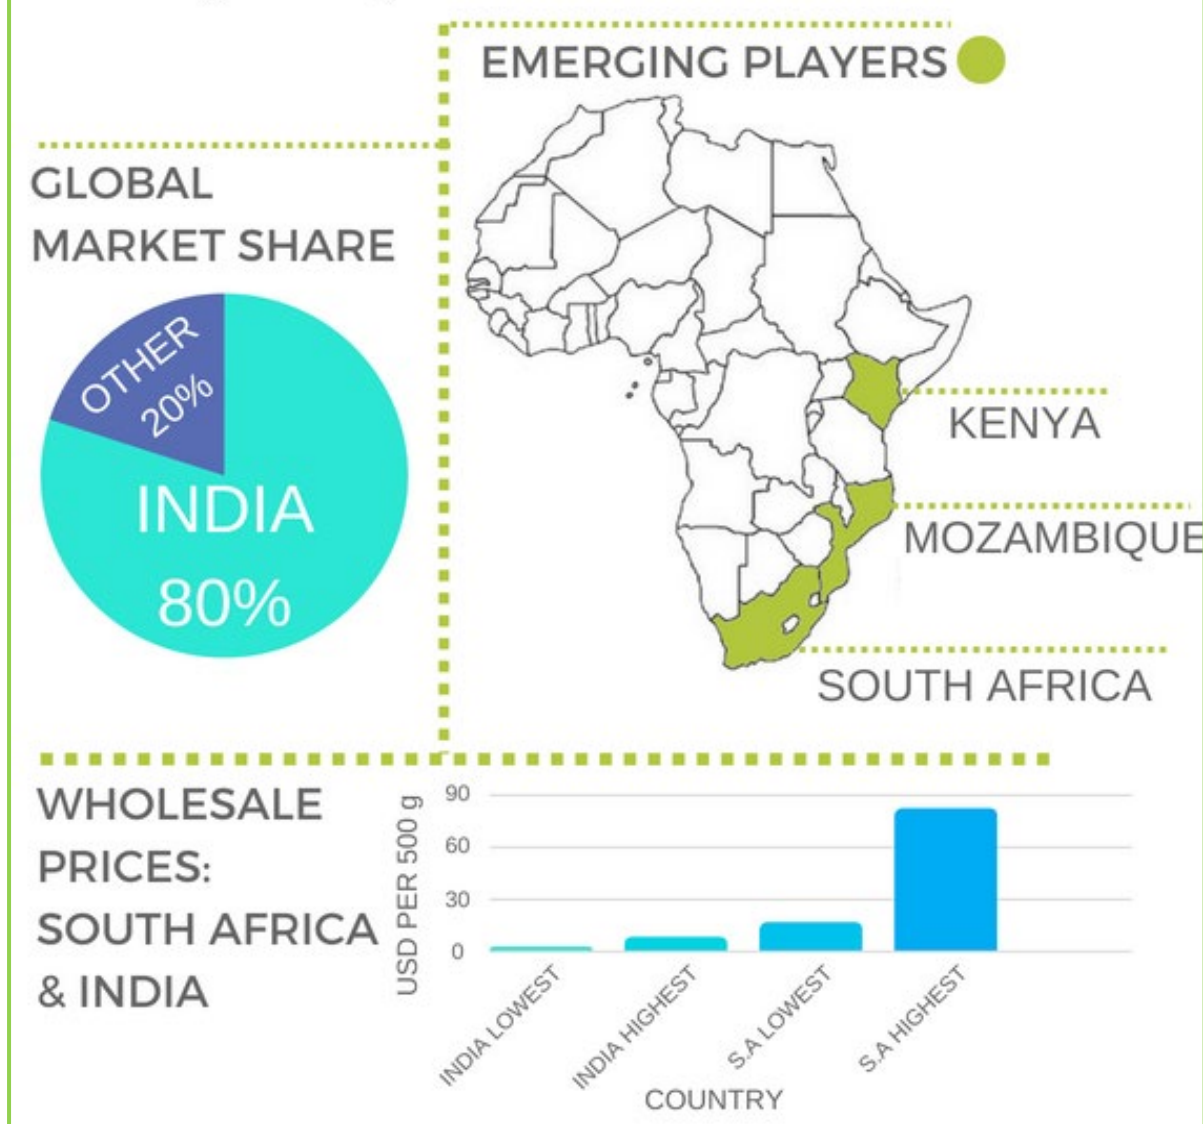 EMERGING PLAYERS
GLOBAL
MARKET SHARE
OTHER
20%
INDIA
80%
KENYA
MOZAMBIQUE
SOUTH AFRICA
WHOLESALE
PRICES:
SOUTH AFRICA
& INDIA
USD PER 500 g
90
60
30
0
INDIA LOWEST
INDIA HIGHEST
S.A LOWEST
S.A HIGHEST
COUNTRY